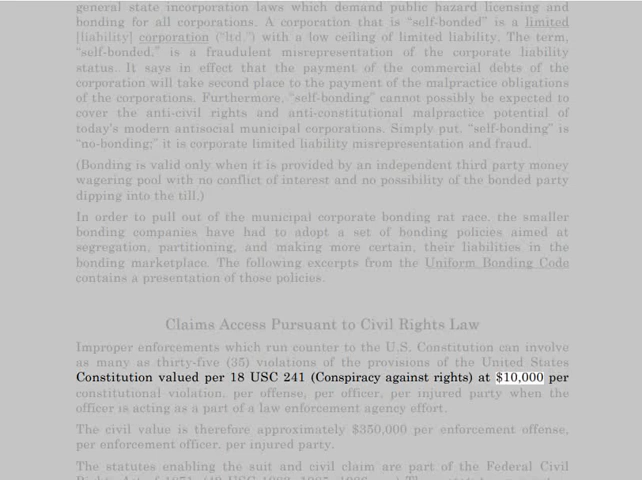 general state incorporation laws which demand public hazard licensing and
bonding for all corporations. A corporation that is “self-bonded” is a limited
[liability] corporation (“ltd.”) with a low ceiling of limited liability. The term,
“self-bonded,” is a fraudulent misrepresentation of the corporate liability
status. It says in effect that the payment of the commercial debts of the
corporation will take second place to the payment of the malpractice obligations
of the corporations. Furthermore, “self-bonding” cannot possibly be expected to
cover the anti-civil rights and anti-constitutional malpractice potential of
today's modern antisocial municipal corporations. Simply put, “self-bonding” is
“no-bonding;” it is corporate limited liability misrepresentation and fraud.
(Bonding is valid only when it is provided by an independent third party money
wagering pool with no conflict of interest and no possibility of the bonded party
dipping into the till.)
In order to pull out of the municipal corporate bonding rat race, the smaller
bonding companies have had to adopt a set of bonding policies aimed at
segregation, partitioning, and making more certain, their liabilities in the
bonding marketplace. The following excerpts from the Uniform Bonding Code
contains a presentation of those policies.
Claims Access Pursuant to Civil Rights Law
Improper enforcements which run counter to the U.S. Constitution can involve
as many as thirty-five (35) violations of the provisions of the United States
Constitution valued per 18 USC 241 (Conspiracy against rights) at $10,000 per
constitutional violation, per offense, per officer, per injured party when the
officer is acting as a part of a law enforcement agency effort.
The civil value is therefore approximately $350,000 per enforcement offense,
per enforcement officer, per injured party.
The statutes enabling the suit and civil claim are part of the Federal Civil